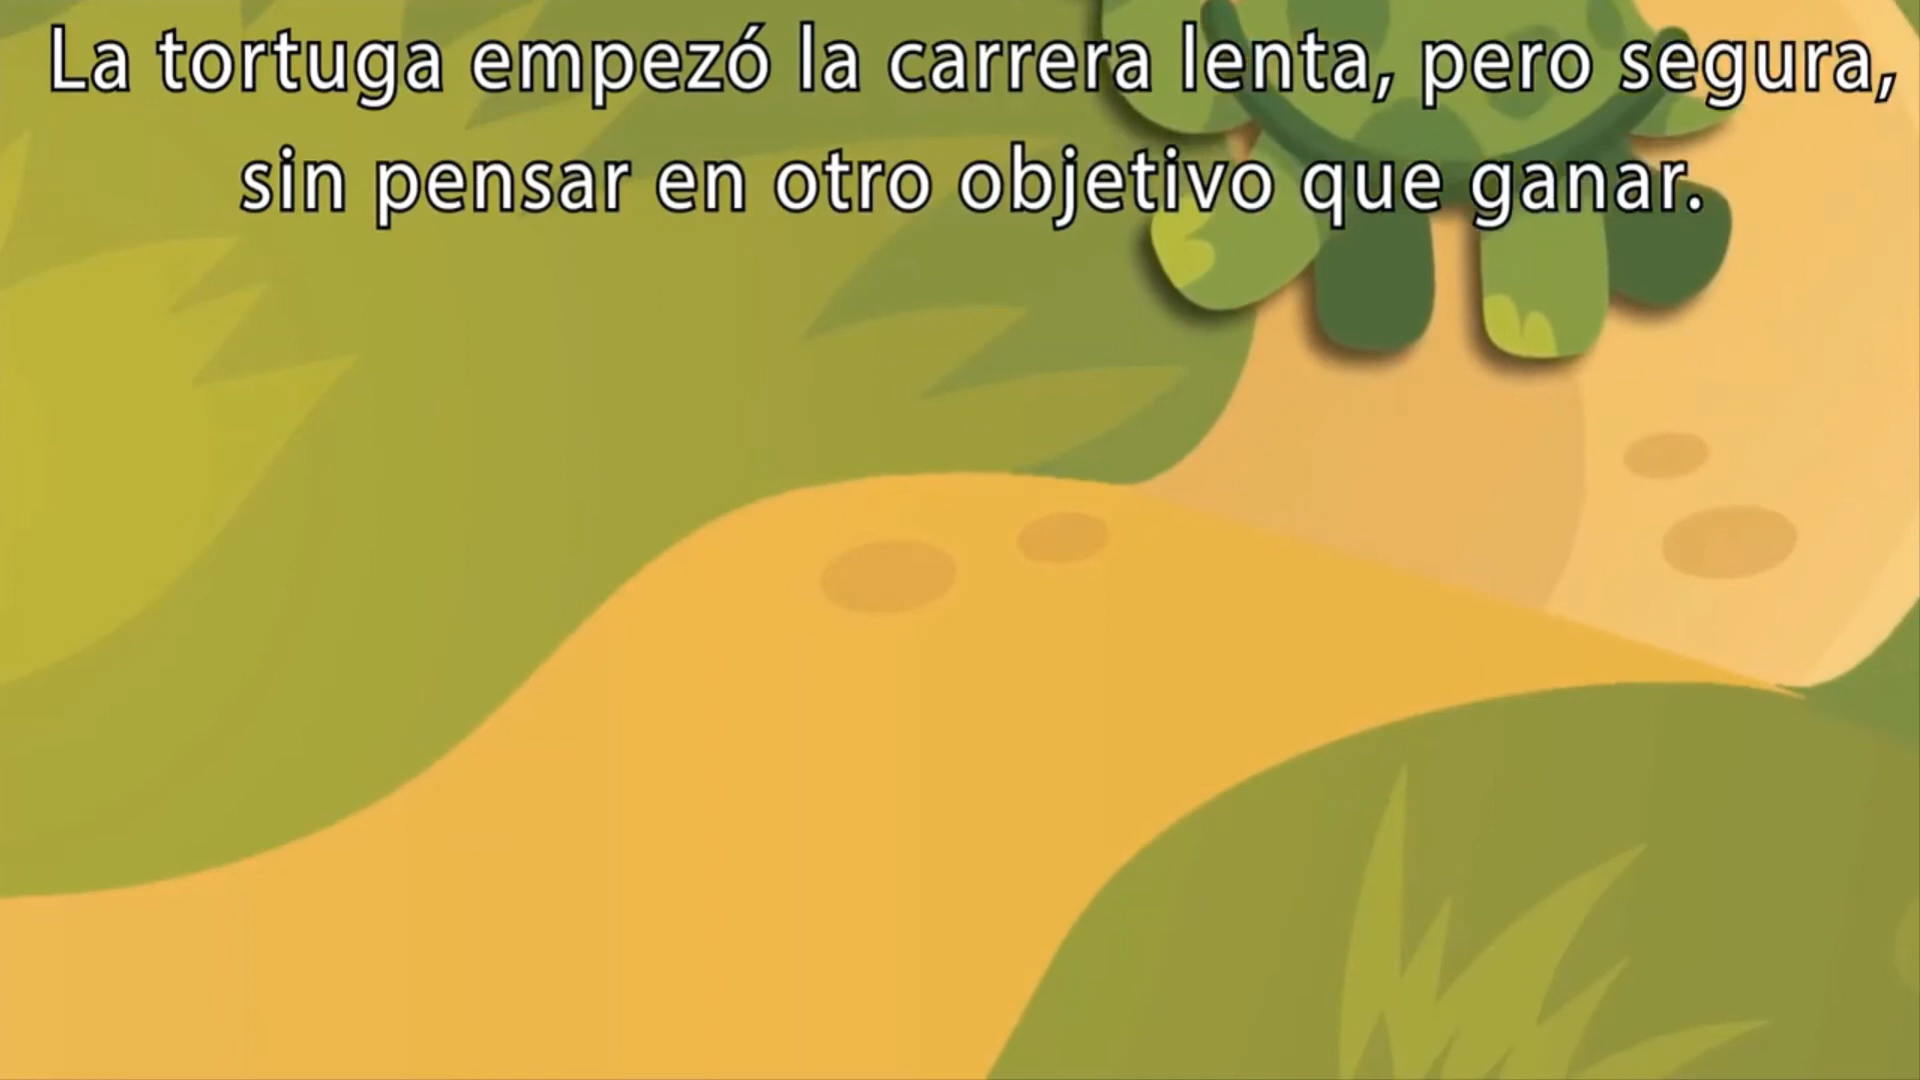 La tortuga empezó la carrera lenta, pero segura,
sin pensar en otro objetivo que ganar.